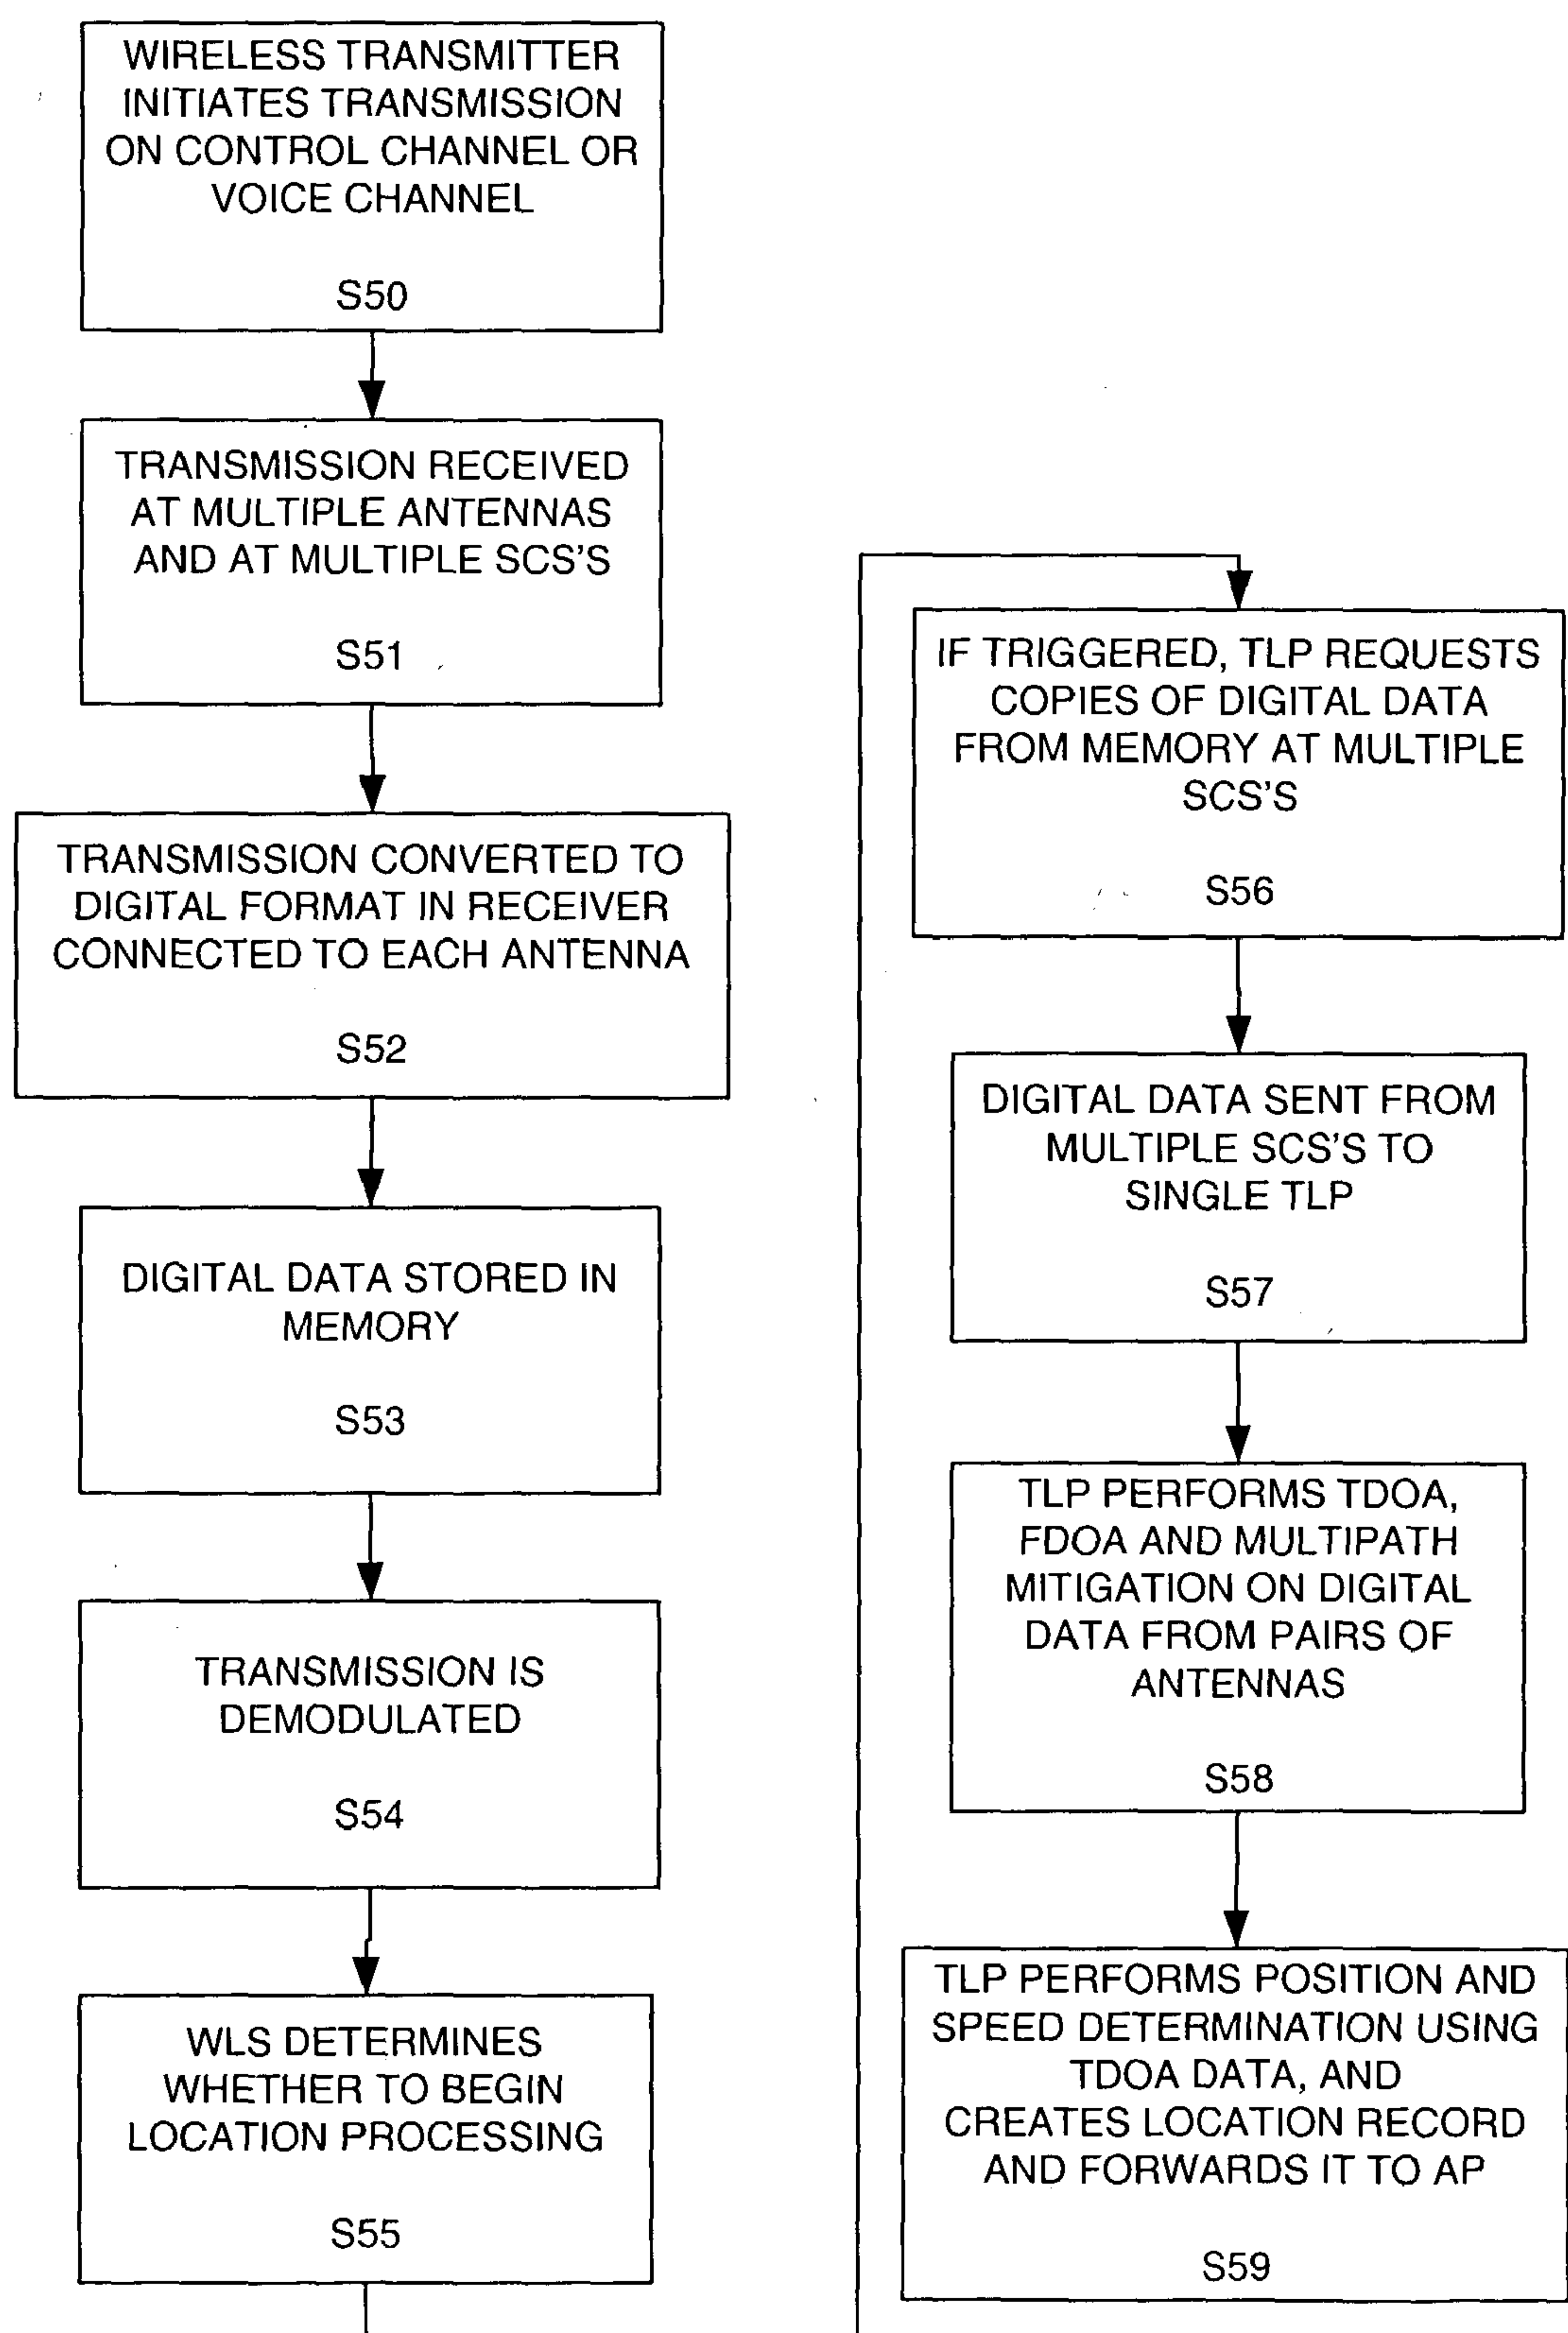 WIRELESS TRANSMITTER
INITIATES TRANSMISSION
ON CONTROL CHANNEL OR
VOICE CHANNEL
S50
TRANSMISSION RECEIVED
AT MULTIPLE ANTENNAS
AND AT MULTIPLE SCS'S
S51
TRANSMISSION CONVERTED TO
DIGITAL FORMAT IN RECEIVER
CONNECTED TO EACH ANTENNA
S52
DIGITAL DATA STORED IN
MEMORY
S53
TRANSMISSION IS
DEMODULATED
S54
WLS DETERMINES
WHETHER TO BEGIN
LOCATION PROCESSING
S55
IF TRIGGERED, TLP REQUESTS
COPIES OF DIGITAL DATA
FROM MEMORY AT MULTIPLE
SCS'S
S56
DIGITAL DATA SENT FROM
MULTIPLE SCS'S TO
SINGLE TLP
S57
TLP PERFORMS TDOA,
FDOA AND MULTIPATH
MITIGATION ON DIGITAL
DATA FROM PAIRS OF
ANTENNAS
S58
TLP PERFORMS POSITION AND
SPEED DETERMINATION USING
TDOA DATA, AND
CREATES LOCATION RECORD
AND FORWARDS IT TO AP
S59